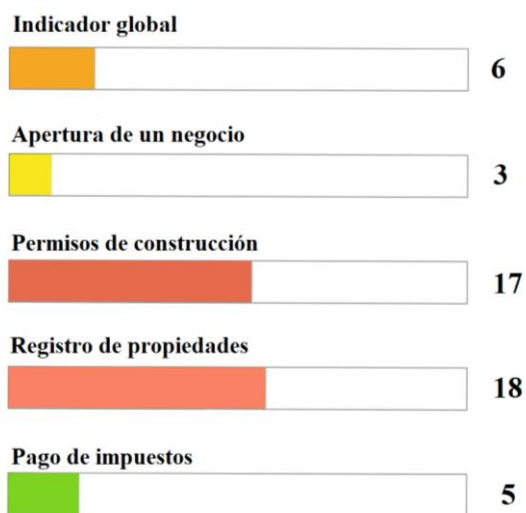 Indicador global
6
Apertura de un negocio
3
Permisos de construcción
17
Registro de propiedades
18
Pago de impuestos
5